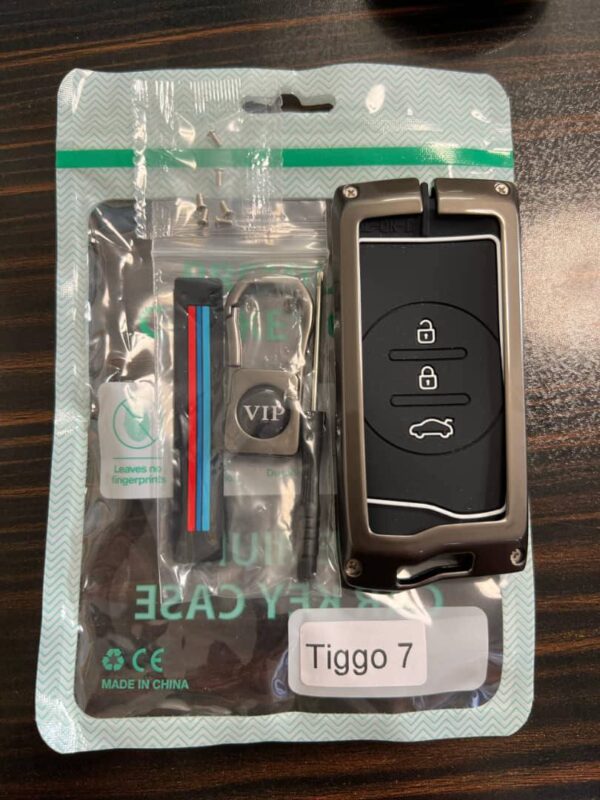 VIP
Leaves no
fingerprints
CAR KEY CASE
CE
MADE IN CHINA
Tiggo 7